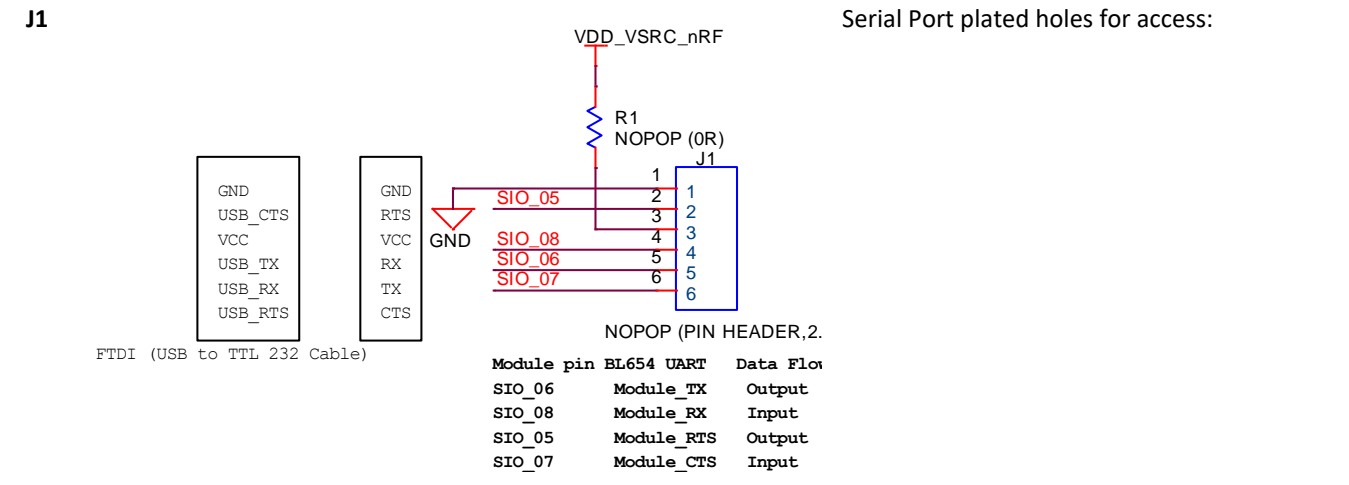 J1
Serial Port plated holes for access:
VDD_VSRC_nRF
R1
NOPOP (0R)
J1
GND
USB_CTS
VCC
USB_TX
USB_RX
USB_RTS
GND
RTS
VCC
RX
TX
CTS
FTDI (USB to TTL 232 Cable)
GND
SIO_05
SIO_08
SIO_06
SIO_07
1
2
3
4
5
6
1
2
3
4
5
6
NOPOP (PIN HEADER,2.
Module pin BL654 UART Data Flow
SIO_06 Module_TX Output
SIO_08 Module_RX Input
SIO_05 Module_RTS Output
SIO_07 Module_CTS Input